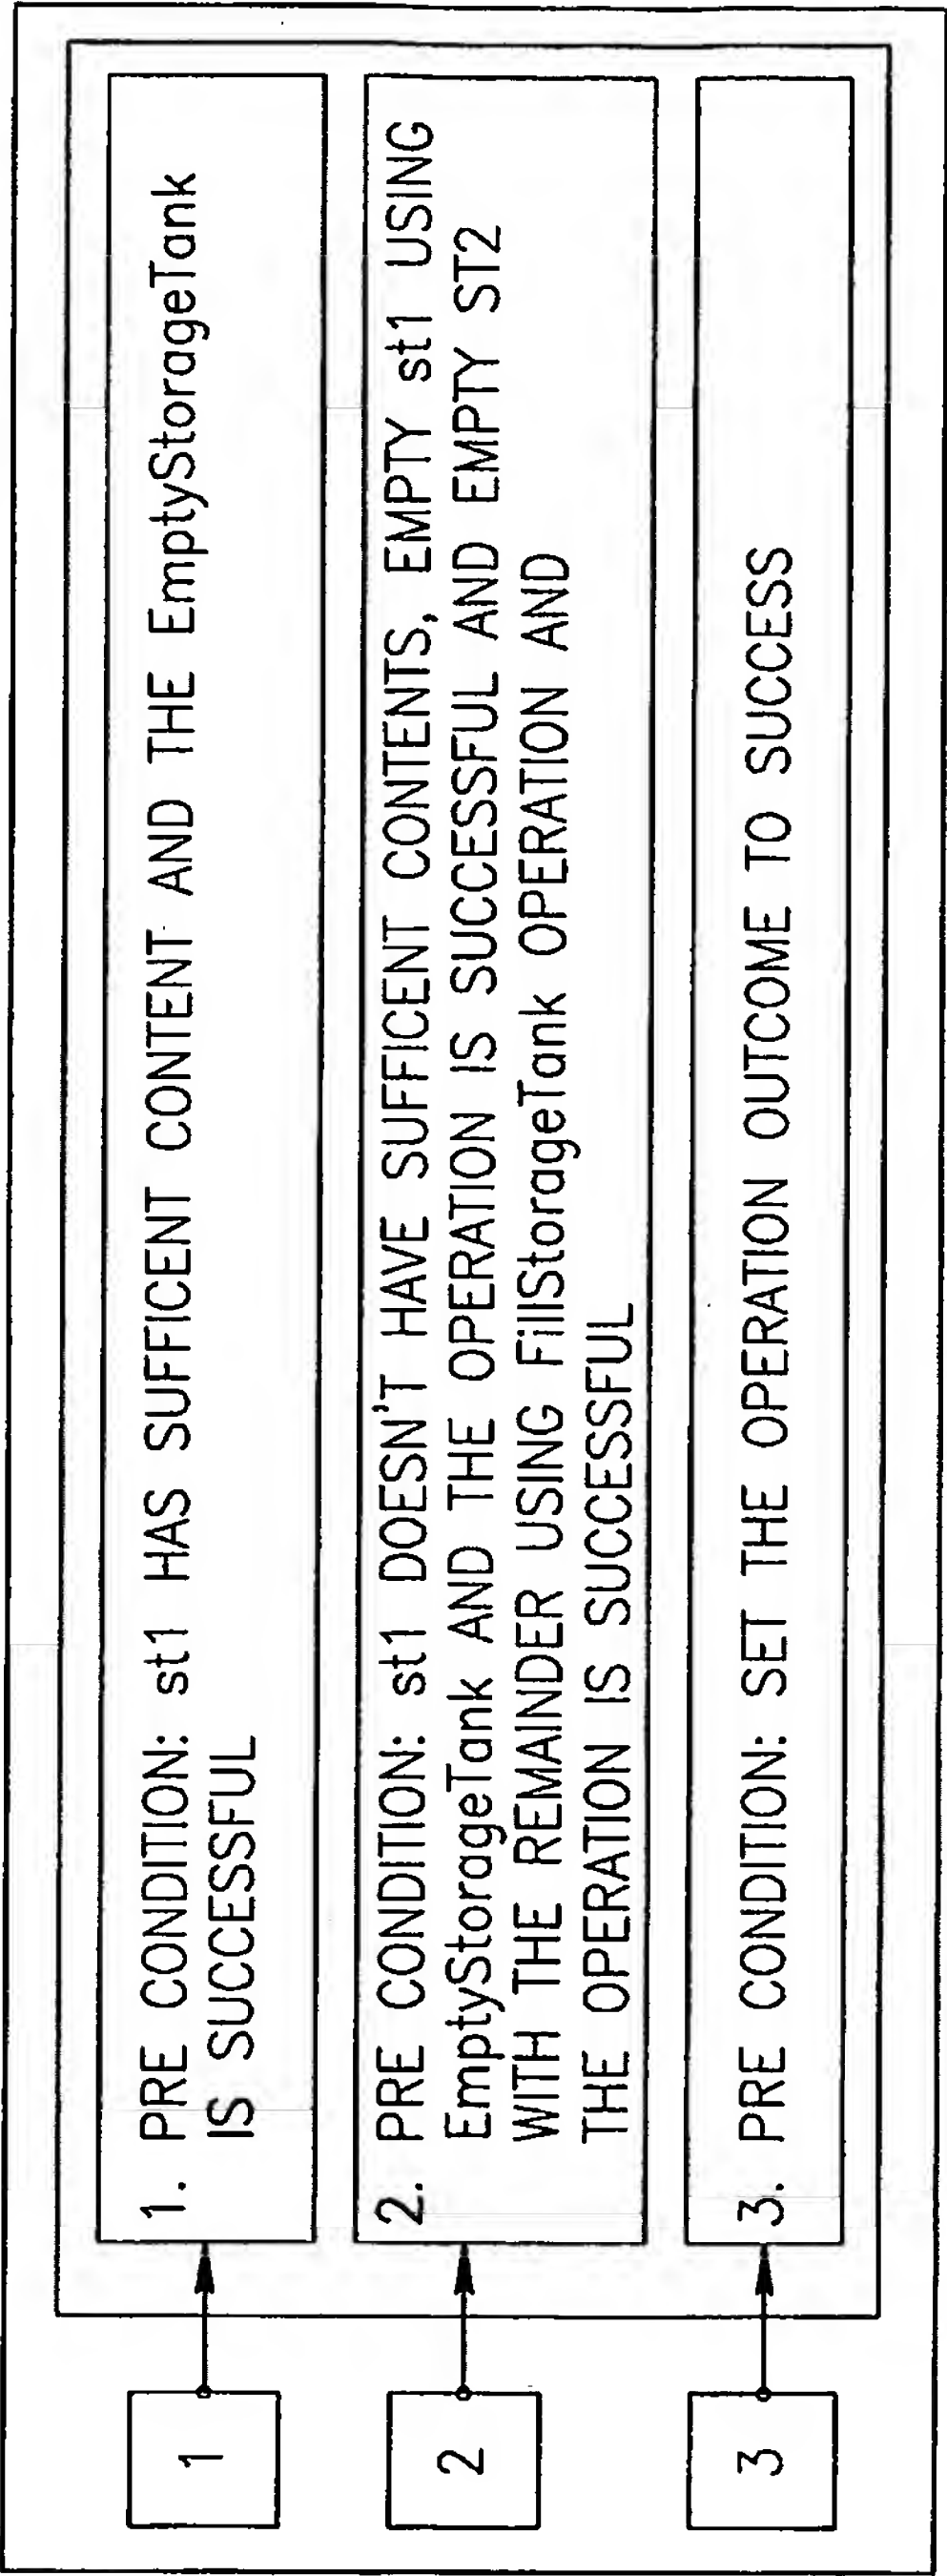 1
1. PRE CONDITION: st1 HAS SUFFICENT CONTENT AND THE EmptyStorageTank
IS SUCCESSFUL
2
2. PRE CONDITION: st1 DOESN'T HAVE SUFFICENT CONTENTS, EMPTY st1 USING
EmptyStorageTank AND THE OPERATION IS SUCCESSFUL AND EMPTY ST2
WITH THE REMAINDER USING FillStorageTank OPERATION AND
THE OPERATION IS SUCCESSFUL
3
3. PRE CONDITION: SET THE OPERATION OUTCOME TO SUCCESS